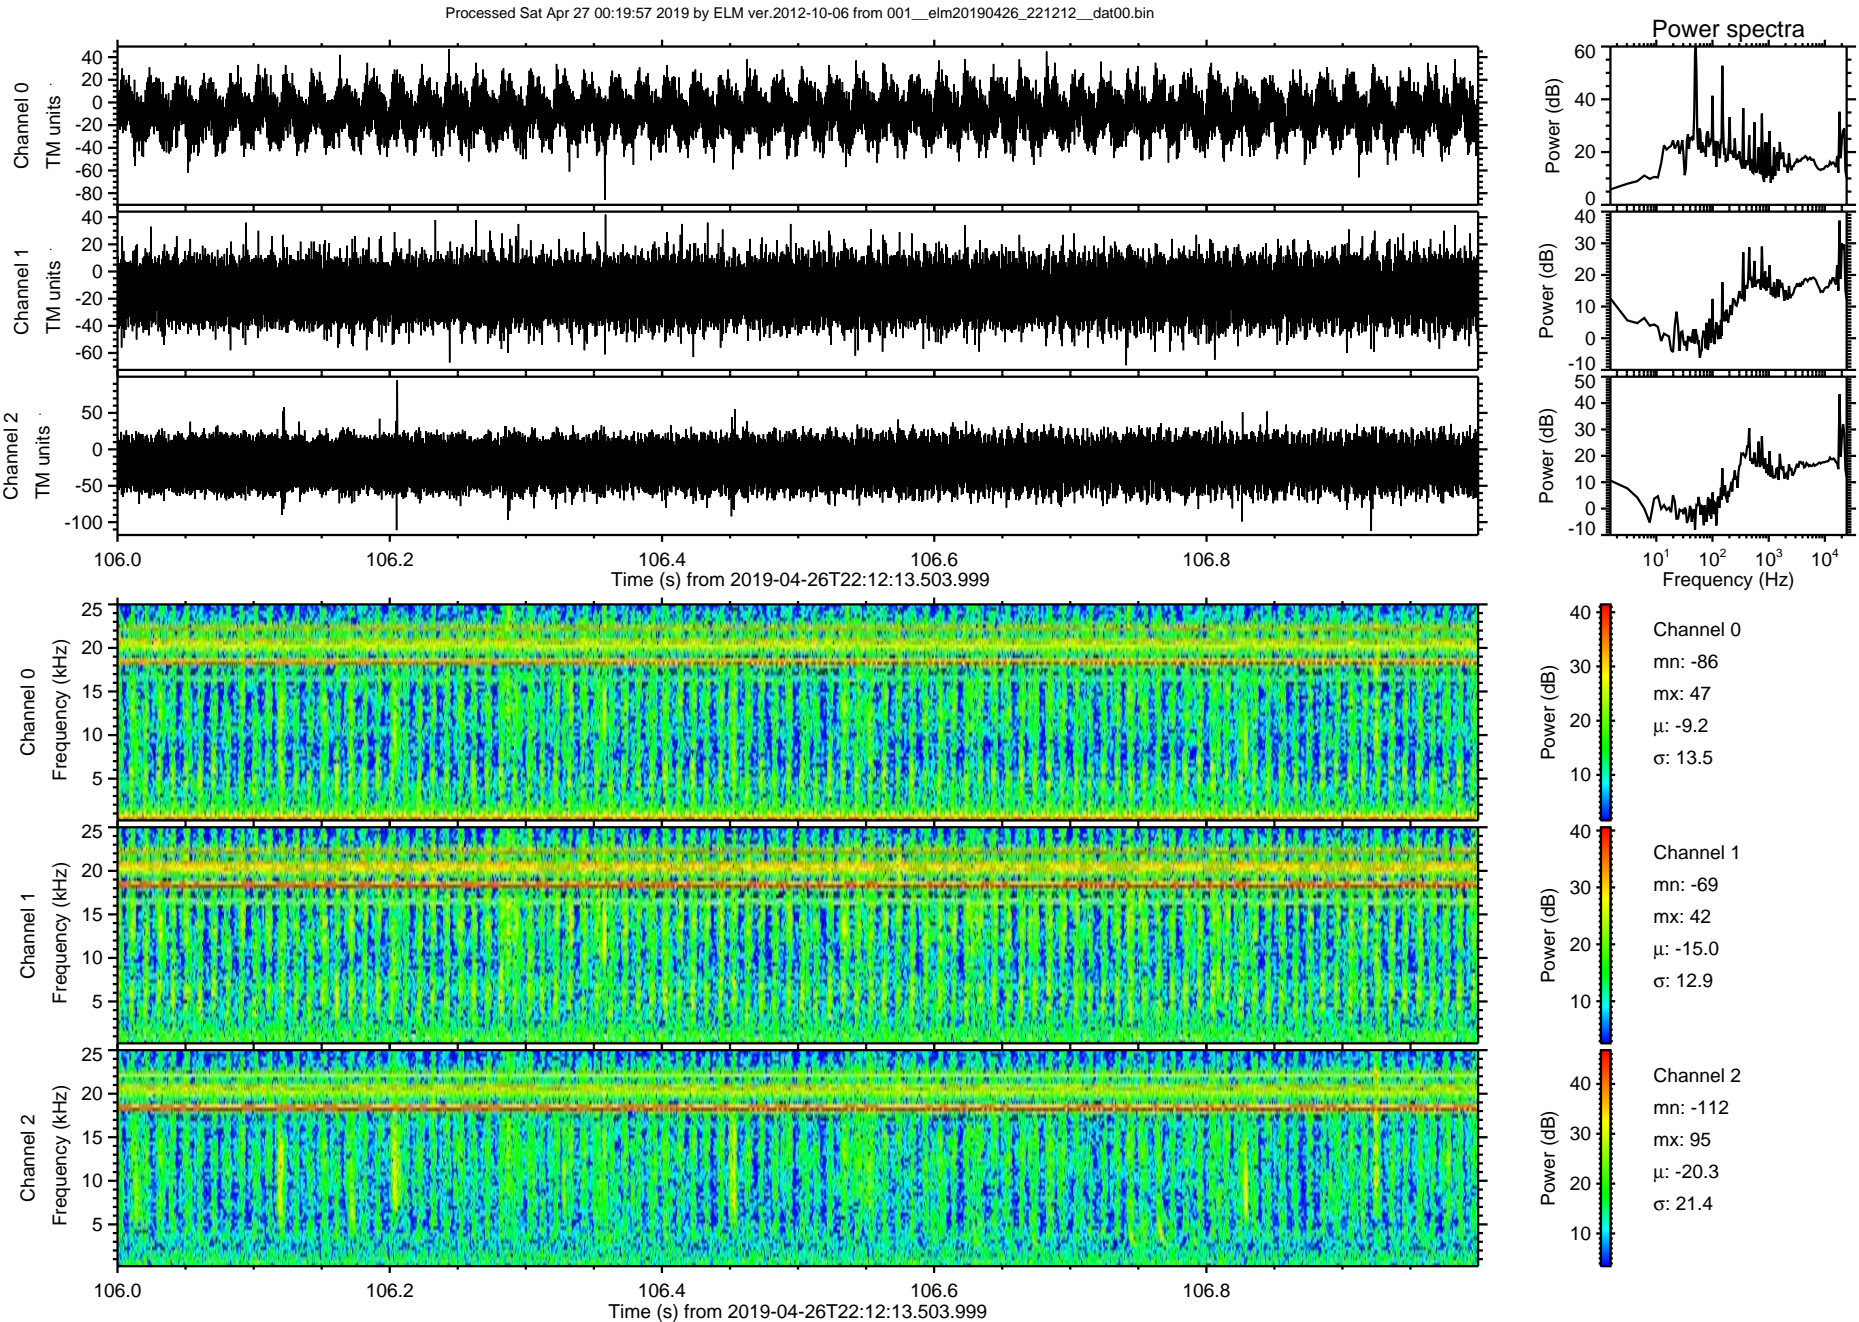 Processed Sat Apr 27 00:19:57 2019 by ELM ver.2012-10-06 from 001__elm20190426_221212__dat00.bin
Power spectra
Channel 0
TM units
40
20
0
-20
-40
-60
-80
Power (dB)
60
40
20
0
Channel 1
TM units
40
20
0
-20
-40
-60
Power (dB)
40
30
20
10
0
-10
Channel 2
TM units
50
0
-50
-100
Power (dB)
50
40
30
20
10
0
-10
106.0 106.2 106.4 106.6 106.8
Time (s) from 2019-04-26T22:12:13.503.999
10^1 10^2 10^3 10^4
Frequency (Hz)
Channel 0
Frequency (kHz)
25
20
15
10
5
Power (dB)
40
30
20
10
Channel 0
mn: -86
mx: 47
μ: -9.2
σ: 13.5
Channel 1
Frequency (kHz)
25
20
15
10
5
Power (dB)
40
30
20
10
Channel 1
mn: -69
mx: 42
μ: -15.0
σ: 12.9
Channel 2
Frequency (kHz)
25
20
15
10
5
Power (dB)
40
30
20
10
Channel 2
mn: -112
mx: 95
μ: -20.3
σ: 21.4
106.0 106.2 106.4 106.6 106.8
Time (s) from 2019-04-26T22:12:13.503.999